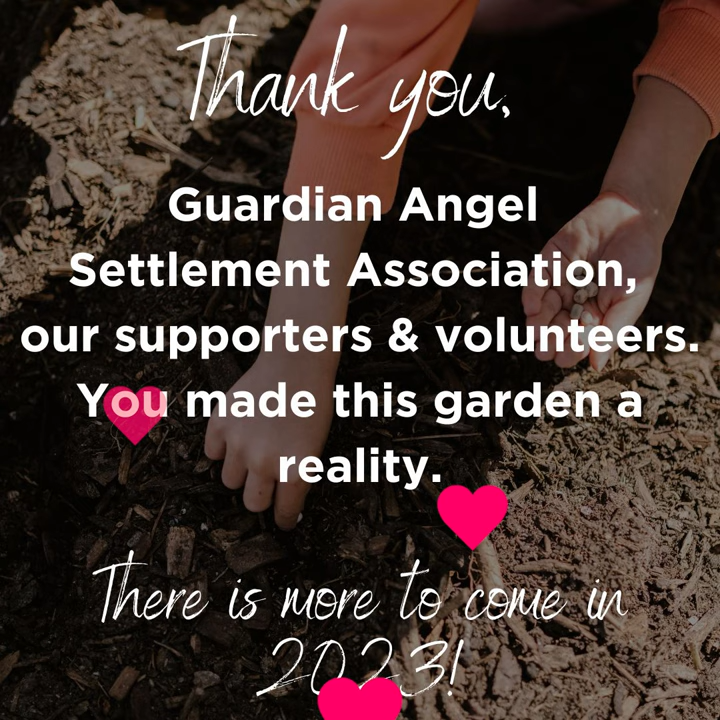 Thank you,
Guardian Angel
Settlement Association,
our supporters & volunteers.
You made this garden a
reality.
There is more to come in
2023!